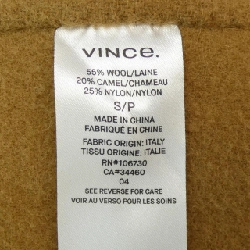 VINCE.
55% WOOL/LAINE
20% CAMEL/CHAMEAU
25% NYLON/NYLON
S/P
MADE IN CHINA
FABRIQUÉ EN CHINE
FABRIC ORIGIN: ITALY
TISSU ORIGINE: ITALIE
RN#106730
CA#34460
04
SEE REVERSE FOR CARE
VOIR AU VERSO POUR LES SOINS